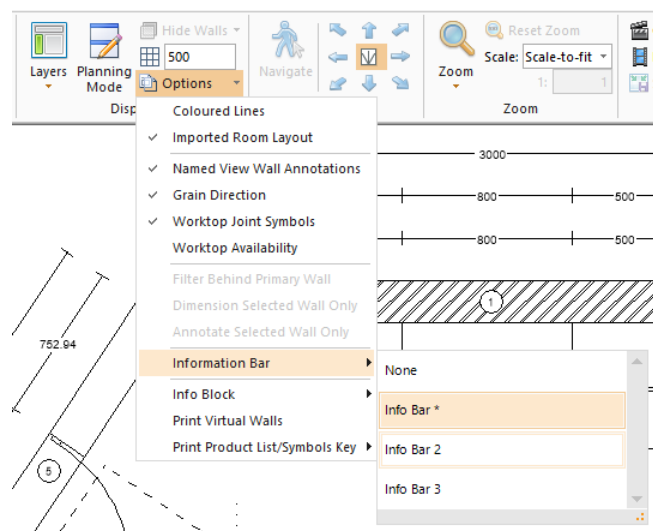 Hide Walls
Reset Zoom
500
Scale: Scale-to-fit
Layers
Planning
Mode
Options
Navigate
Zoom
1: 1
Disp
Zoom
Coloured Lines
Imported Room Layout
Named View Wall Annotations
Grain Direction
Worktop Joint Symbols
Worktop Availability
Filter Behind Primary Wall
Dimension Selected Wall Only
Annotate Selected Wall Only
Information Bar
Info Block
Print Virtual Walls
Print Product List/Symbols Key
None
Info Bar *
Info Bar 2
Info Bar 3
3000
800
500
800
500
1
752.94
5